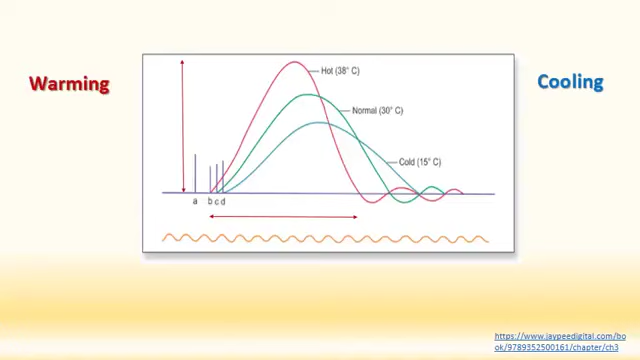 Warming
Cooling
Hot (38° C)
Normal (30° C)
Cold (15° C)
a b c d
https://www.jaypeedigital.com/bo
ok/9789352500161/chapter/ch3